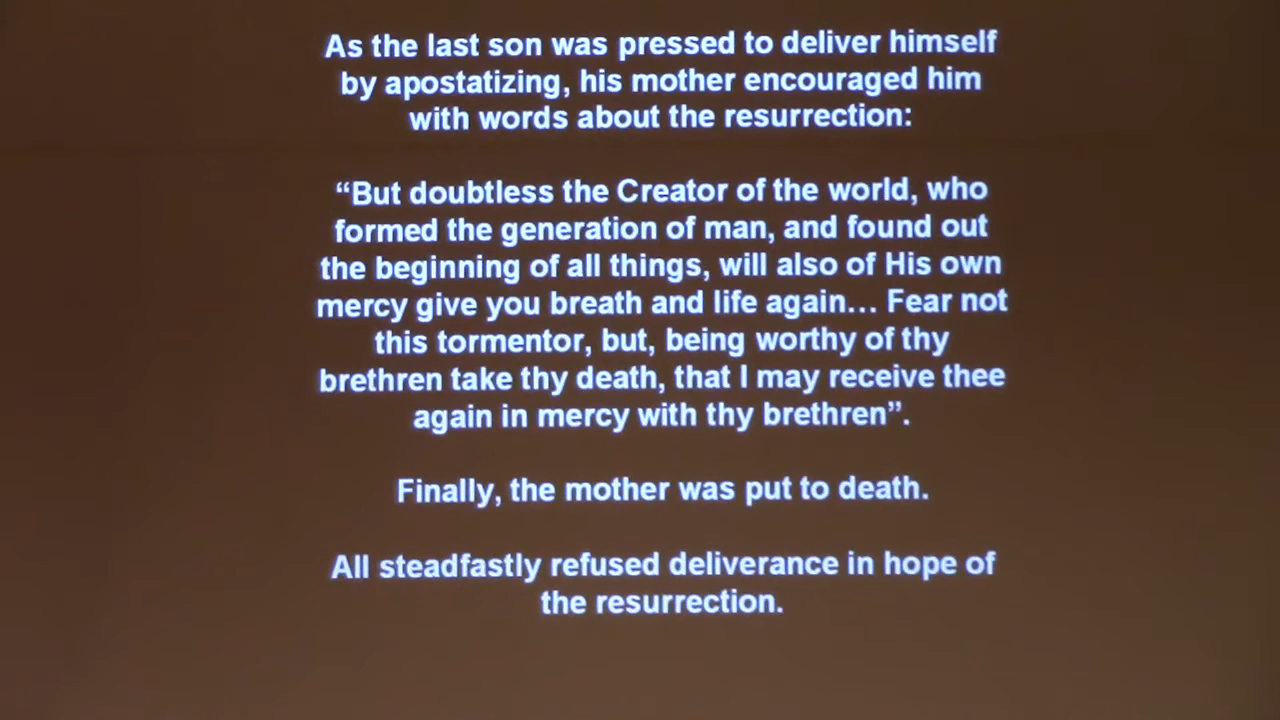 As the last son was pressed to deliver himself
by apostatizing, his mother encouraged him
with words about the resurrection:
“But doubtless the Creator of the world, who
formed the generation of man, and found out
the beginning of all things, will also of His own
mercy give you breath and life again... Fear not
this tormentor, but, being worthy of thy
brethren take thy death, that I may receive thee
again in mercy with thy brethren”.
Finally, the mother was put to death.
All steadfastly refused deliverance in hope of
the resurrection.